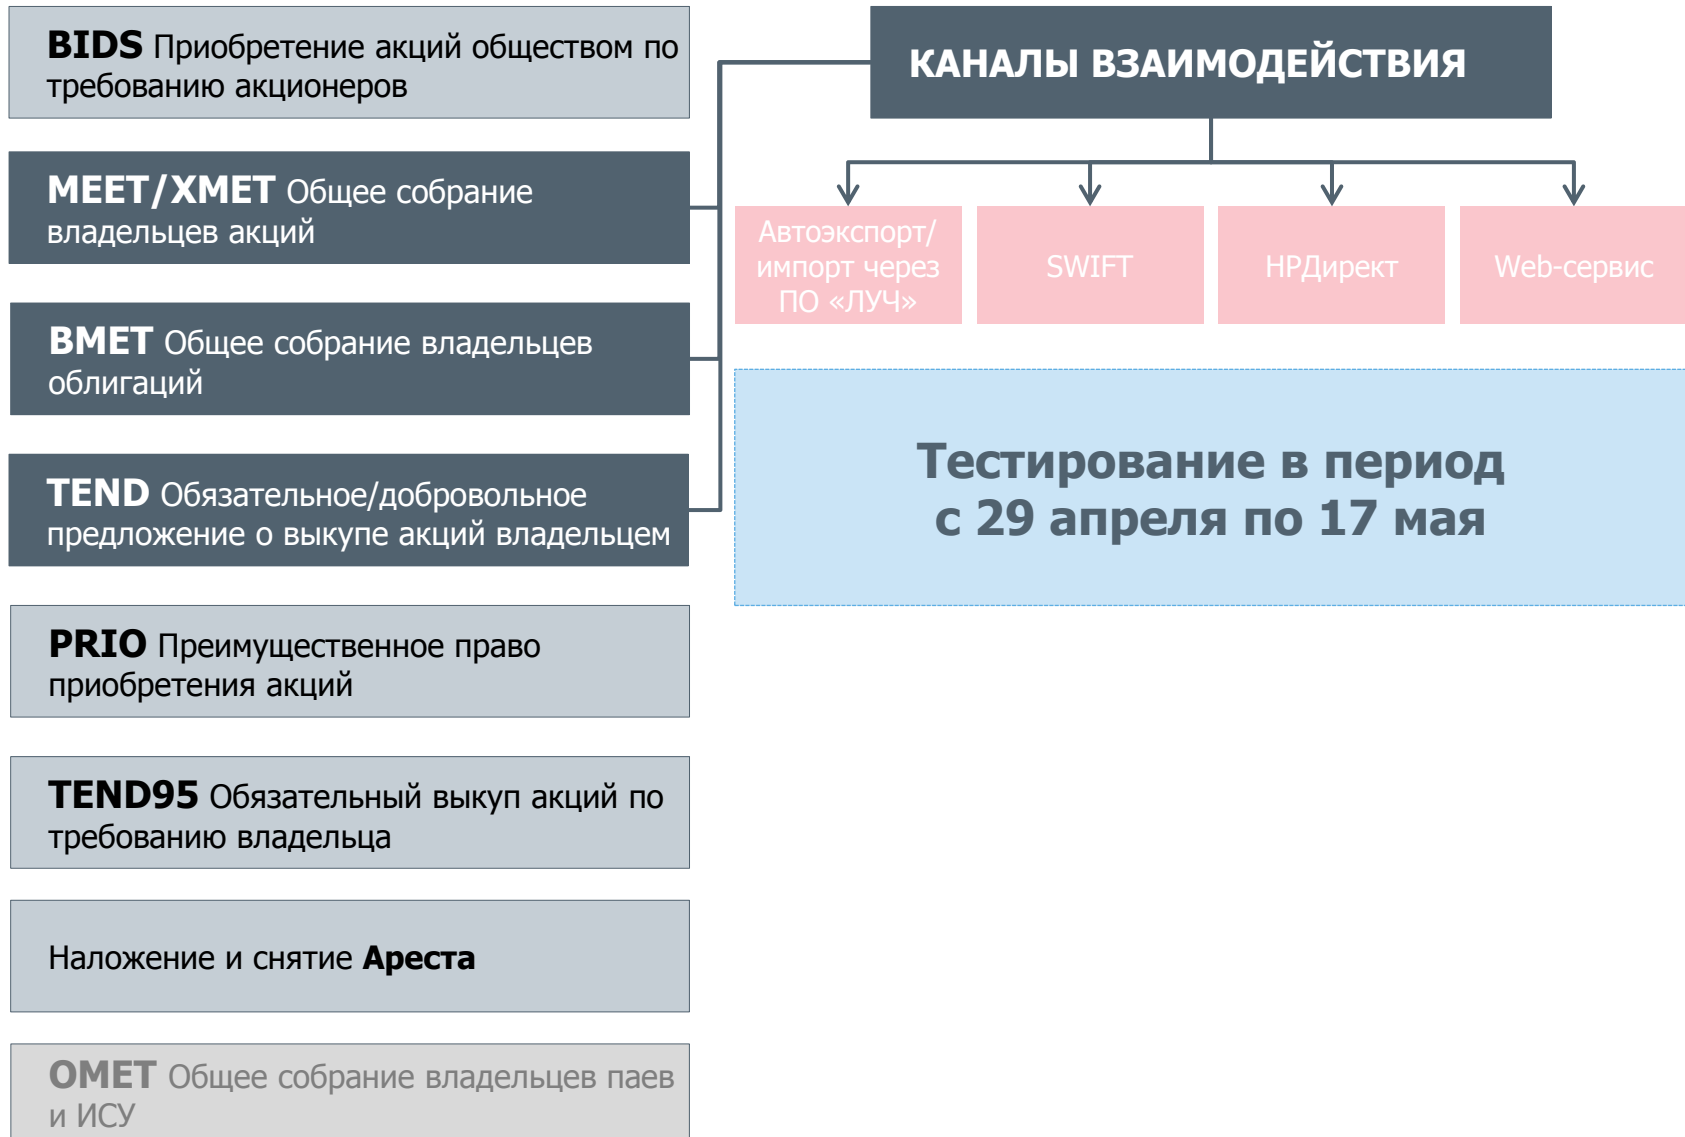 BIDS Приобретение акций обществом по
требованию акционеров
MEET/XMET Общее собрание
владельцев акций
BMET Общее собрание владельцев
облигаций
TEND Обязательное/добровольное
предложение о выкупе акций владельцем
PRIO Преимущественное право
приобретения акций
TEND95 Обязательный выкуп акций по
требованию владельца
Наложение и снятие Ареста
OMET Общее собрание владельцев паев
и ИСУ
КАНАЛЫ ВЗАИМОДЕЙСТВИЯ
Автоэкспорт/
импорт через
ПО «ЛУЧ»
SWIFT
НРДирект
Web-сервис
Тестирование в период
с 29 апреля по 17 мая